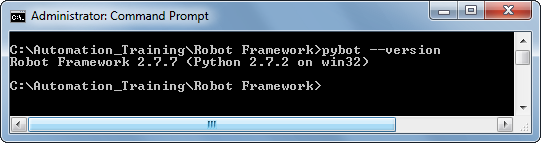 Administrator: Command Prompt
C:\Automation_Training\Robot Framework>pybot --version
Robot Framework 2.7.7 (Python 2.7.2 on win32)
C:\Automation_Training\Robot Framework>